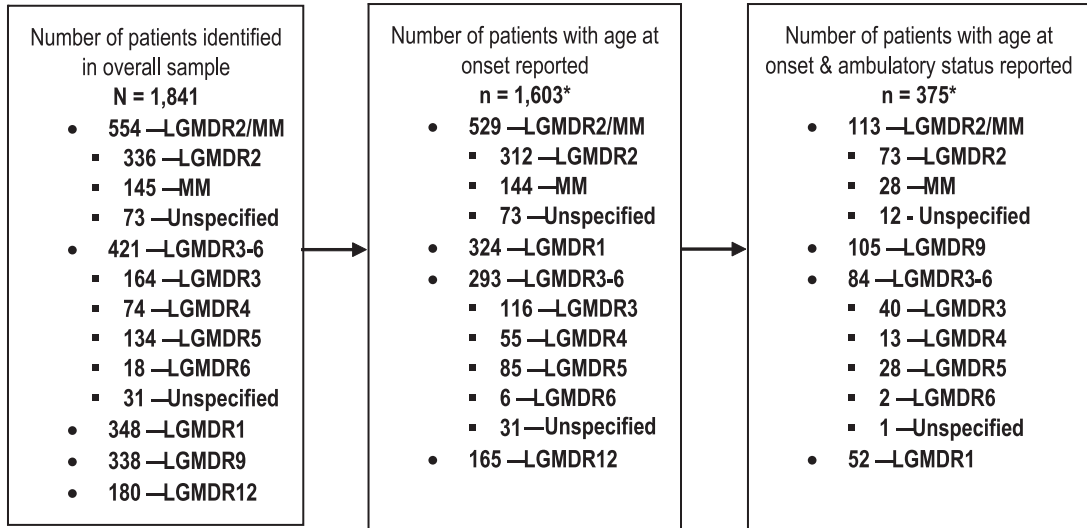 Number of patients identified
in overall sample
N = 1,841
• 554 —LGMDR2/MM
▪ 336 —LGMDR2
▪ 145 —MM
▪ 73 —Unspecified
• 421 —LGMDR3-6
▪ 164 —LGMDR3
▪ 74 —LGMDR4
▪ 134 —LGMDR5
▪ 18 —LGMDR6
▪ 31 —Unspecified
• 348 —LGMDR1
• 338 —LGMDR9
• 180 —LGMDR12
Number of patients with age at
onset reported
n = 1,603*
• 529 —LGMDR2/MM
▪ 312 —LGMDR2
▪ 144 —MM
▪ 73 —Unspecified
• 324 —LGMDR1
• 293 —LGMDR3-6
▪ 116 —LGMDR3
▪ 55 —LGMDR4
▪ 85 —LGMDR5
▪ 6 —LGMDR6
▪ 31 —Unspecified
• 165 —LGMDR12
Number of patients with age at
onset & ambulatory status reported
n = 375*
• 113 —LGMDR2/MM
▪ 73 —LGMDR2
▪ 28 —MM
▪ 12 - Unspecified
• 105 —LGMDR9
• 84 —LGMDR3-6
▪ 40 —LGMDR3
▪ 13 —LGMDR4
▪ 28 —LGMDR5
▪ 2 —LGMDR6
▪ 1 —Unspecified
• 52 —LGMDR1